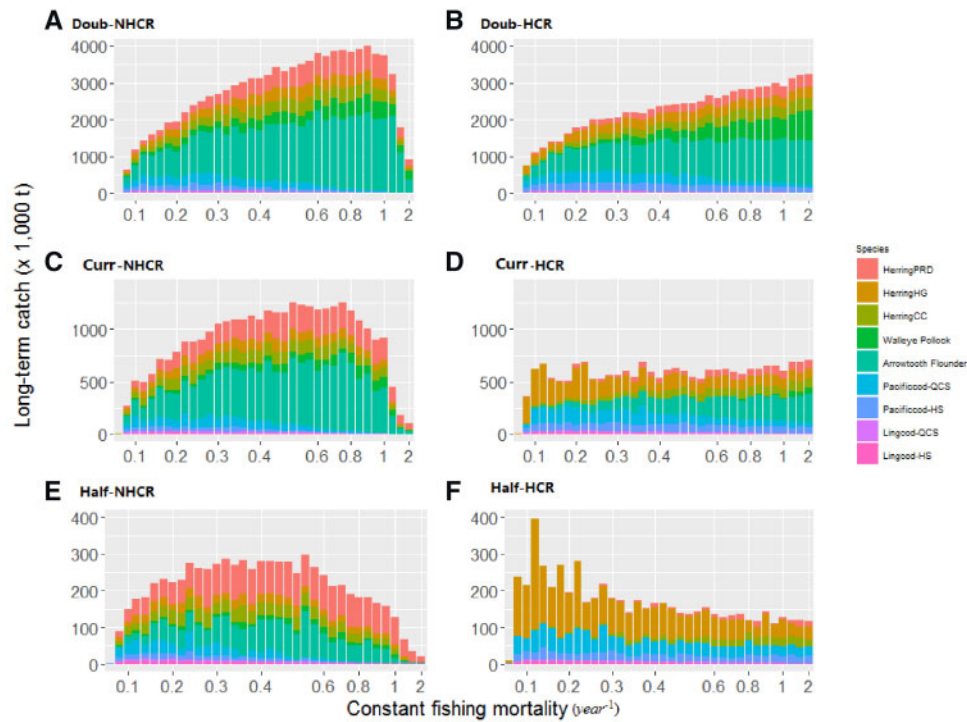 A Doub-NHCR
4000
3000
2000
1000
0
0.1 0.2 0.3 0.4 0.6 0.8 1 2
B Doub-HCR
4000
3000
2000
1000
0
0.1 0.2 0.3 0.4 0.6 0.8 1 2
Long-term catch (x 1,000 t)
C Curr-NHCR
1000
500
0
0.1 0.2 0.3 0.4 0.6 0.8 1 2
D Curr-HCR
1000
500
0
0.1 0.2 0.3 0.4 0.6 0.8 1 2
Species
HerringPRD
HerringHG
HerringCC
Walleye Pollock
Arrowtooth Flounder
Pacificcod-QCS
Pacificcod-HS
Lingcod-QCS
Lingcod-HS
E Half-NHCR
400
300
200
100
0
0.1 0.2 0.3 0.4 0.6 1 2
F Half-HCR
400
300
200
100
0
0.1 0.2 0.3 0.4 0.6 0.8 1 2
Constant fishing mortality (year⁻¹)